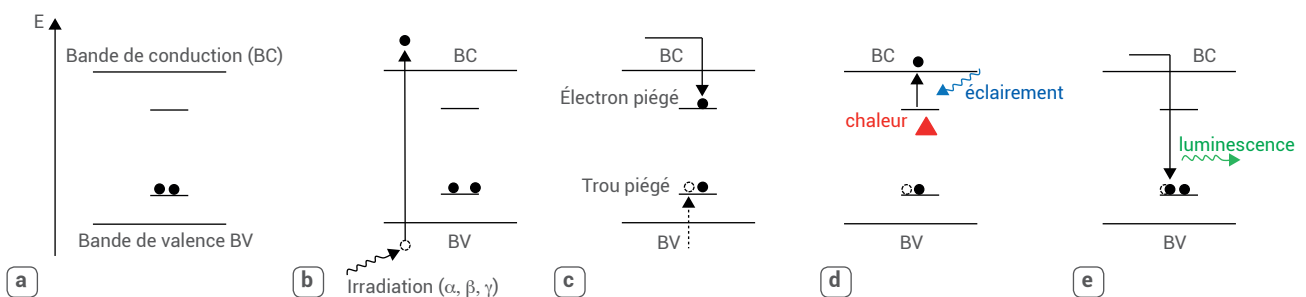 E
Bande de conduction (BC)
Bande de valence BV
a
BC
BV
Irradiation (α, β, γ)
b
BC
Électron piégé
Trou piégé
BV
c
BC
éclairement
chaleur
BV
d
BC
luminescence
BV
e